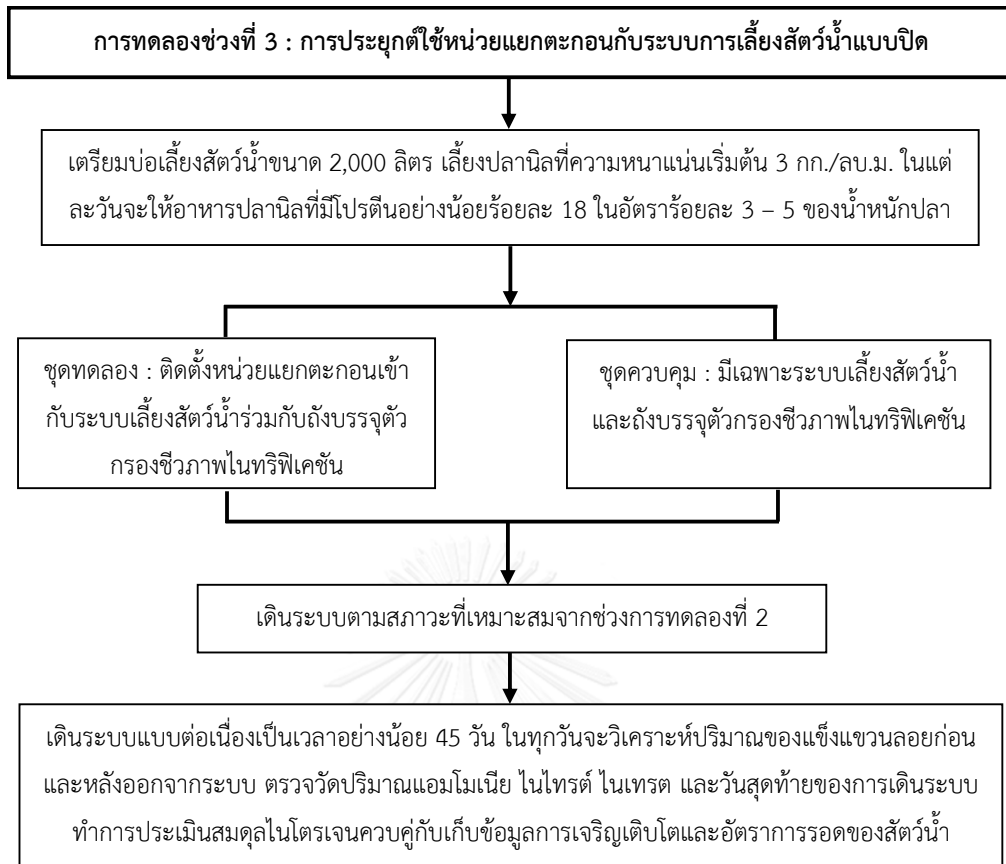 การทดลองช่วงที่ 3 : การประยุกต์ใช้หน่วยแยกตะกอนกับระบบการเลี้ยงสัตว์น้ำแบบปิด
เตรียมบ่อเลี้ยงสัตว์น้ำขนาด 2,000 ลิตร เลี้ยงปลานิลที่ความหนาแน่นเริ่มต้น 3 กก./ลบ.ม. ในแต่
ละวันจะให้อาหารปลานิลที่มีโปรตีนอย่างน้อยร้อยละ 18 ในอัตราร้อยละ 3 – 5 ของน้ำหนักปลา
ชุดทดลอง : ติดตั้งหน่วยแยกตะกอนเข้า
กับระบบเลี้ยงสัตว์น้ำร่วมกับถังบรรจุตัว
กรองชีวภาพไนทริฟิเคชัน
ชุดควบคุม : มีเฉพาะระบบเลี้ยงสัตว์น้ำ
และถังบรรจุตัวกรองชีวภาพไนทริฟิเคชัน
เดินระบบตามสภาวะที่เหมาะสมจากช่วงการทดลองที่ 2
เดินระบบแบบต่อเนื่องเป็นเวลาอย่างน้อย 45 วัน ในทุกวันจะวิเคราะห์ปริมาณของแข็งแขวนลอยก่อน
และหลังออกจากระบบ ตรวจวัดปริมาณแอมโมเนีย ไนไทรต์ ไนเทรต และวันสุดท้ายของการเดินระบบ
ทำการประเมินสมดุลไนโตรเจนควบคู่กับเก็บข้อมูลการเจริญเติบโตและอัตราการรอดของสัตว์น้ำ